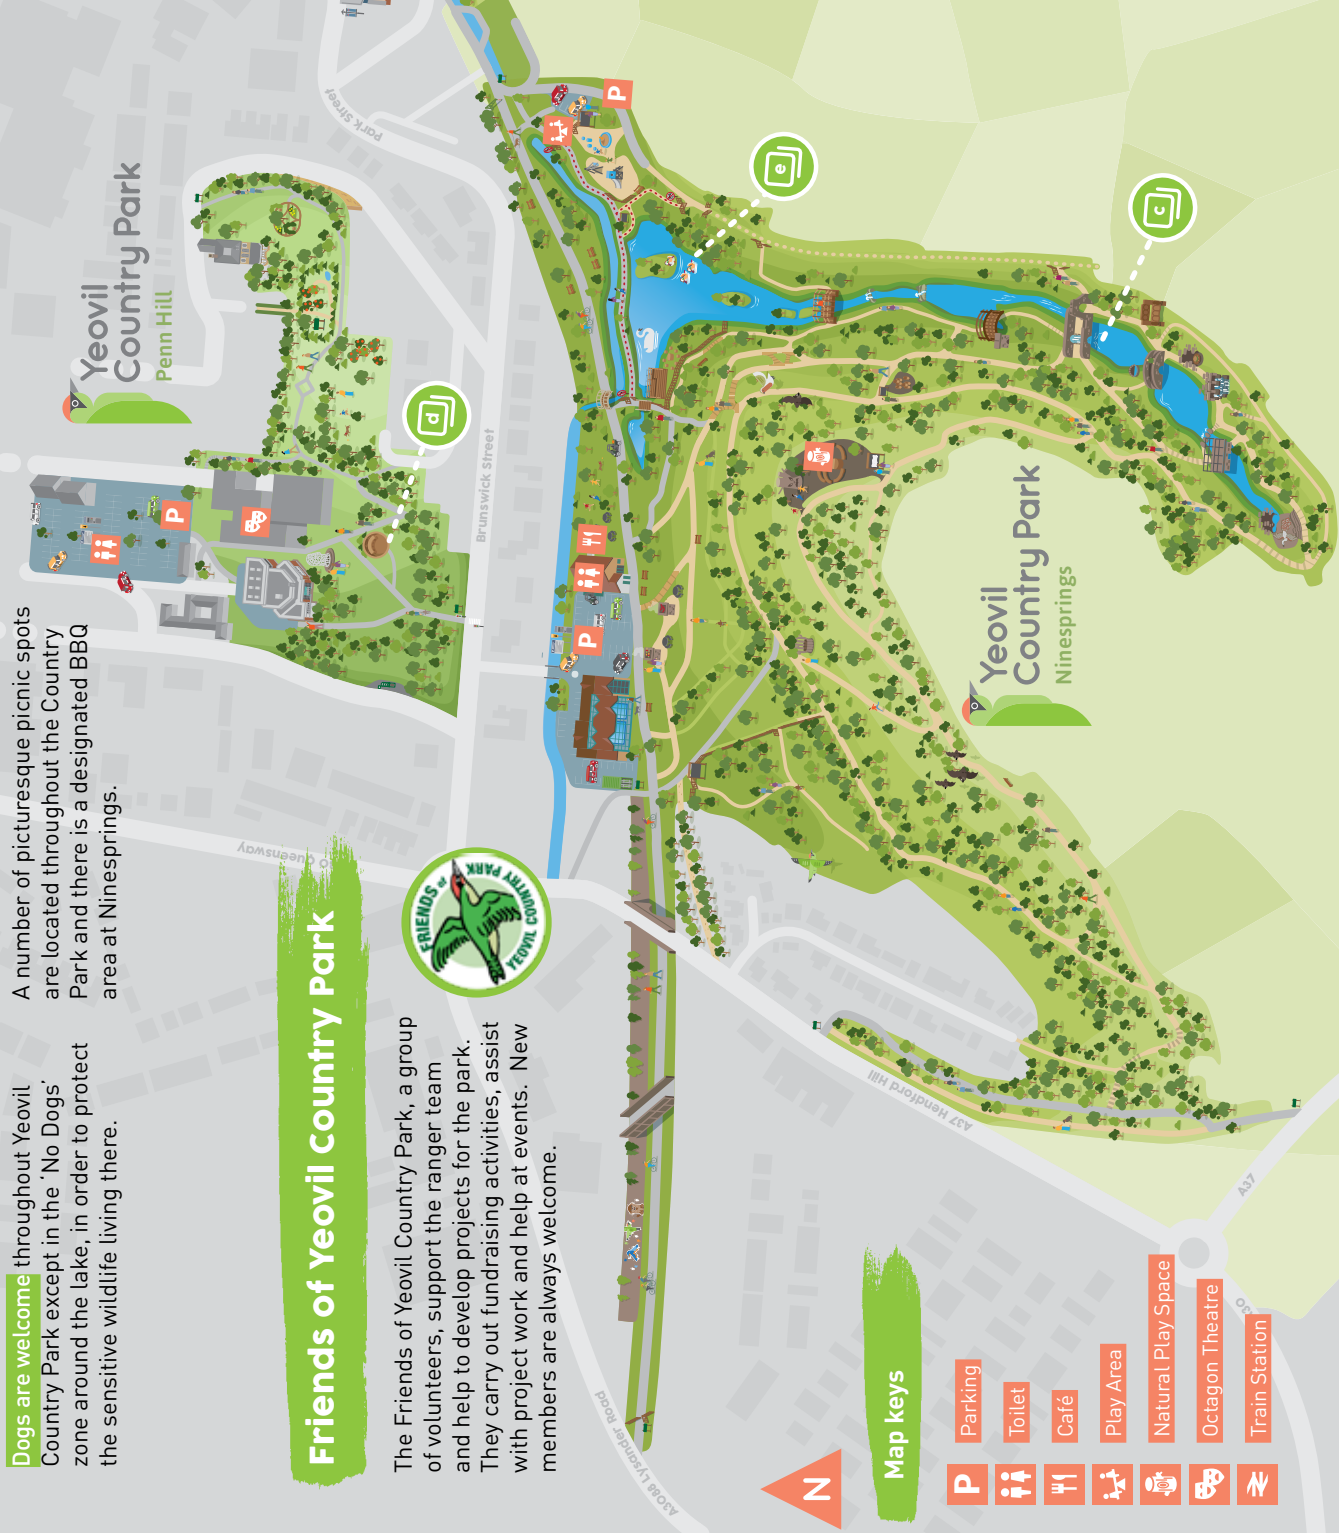 Dogs are welcome throughout Yeovil
Country Park except in the ‘No Dogs’
zone around the lake, in order to protect
the sensitive wildlife living there.
A number of picturesque picnic spots
are located throughout the Country
Park and there is a designated BBQ
area at Ninesprings.
Friends of Yeovil Country Park
The Friends of Yeovil Country Park, a group
of volunteers, support the ranger team
and help to develop projects for the park.
They carry out fundraising activities, assist
with project work and help at events. New
members are always welcome.
FRIENDS OF
YEOVIL COUNTRY PARK
Yeovil
Country Park
Penn Hill
Yeovil
Country Park
Ninesprings
Park Street
Brunswick Street
Queensway
A37 Hendford Hill
A37
A3088 Lysander Road
P
P
P
d
e
c
N
Map keys
P Parking
Toilet
Café
Play Area
Natural Play Space
Octagon Theatre
Train Station